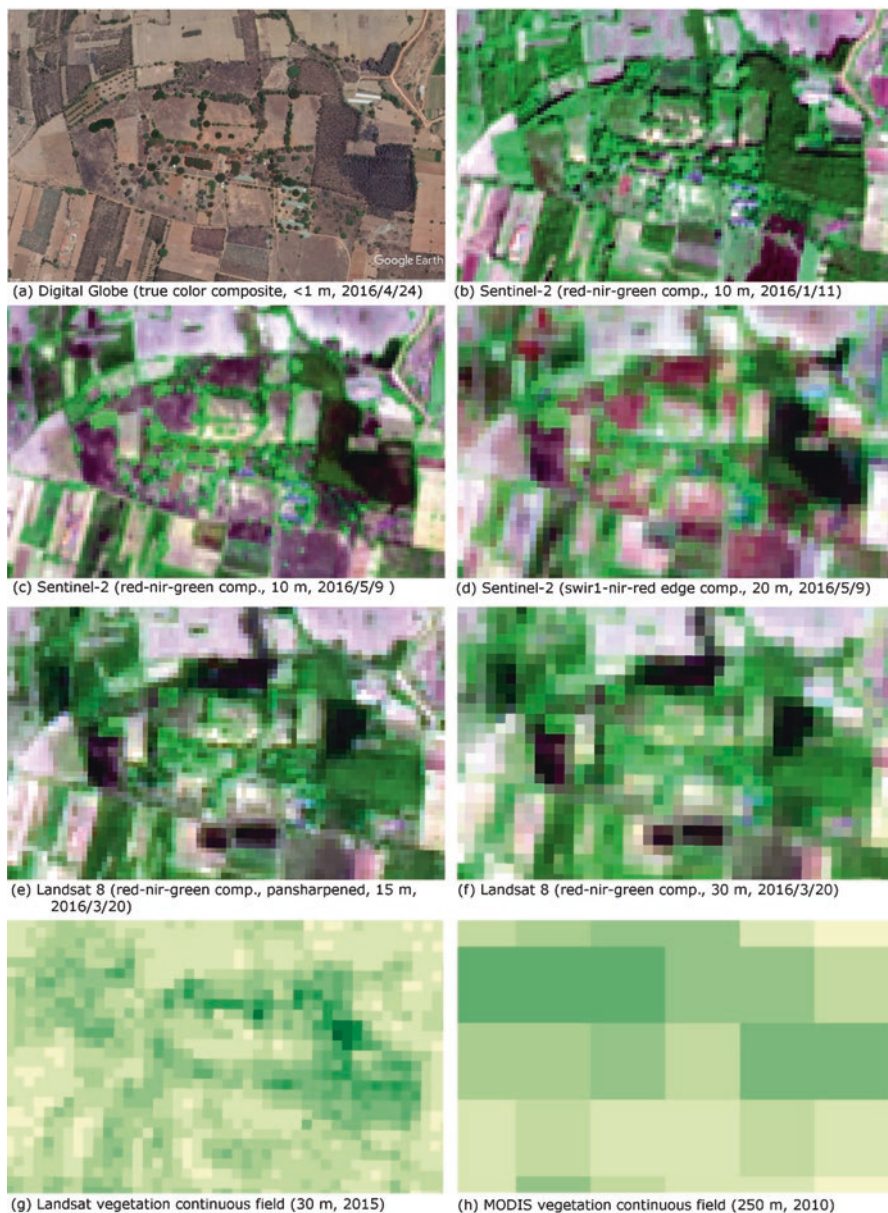 Google Earth
(a) Digital Globe (true color composite, <1 m, 2016/4/24)
(b) Sentinel-2 (red-nir-green comp., 10 m, 2016/1/11)
(c) Sentinel-2 (red-nir-green comp., 10 m, 2016/5/9 )
(d) Sentinel-2 (swir1-nir-red edge comp., 20 m, 2016/5/9)
(e) Landsat 8 (red-nir-green comp., pansharpened, 15 m,
2016/3/20)
(f) Landsat 8 (red-nir-green comp., 30 m, 2016/3/20)
(g) Landsat vegetation continuous field (30 m, 2015)
(h) MODIS vegetation continuous field (250 m, 2010)